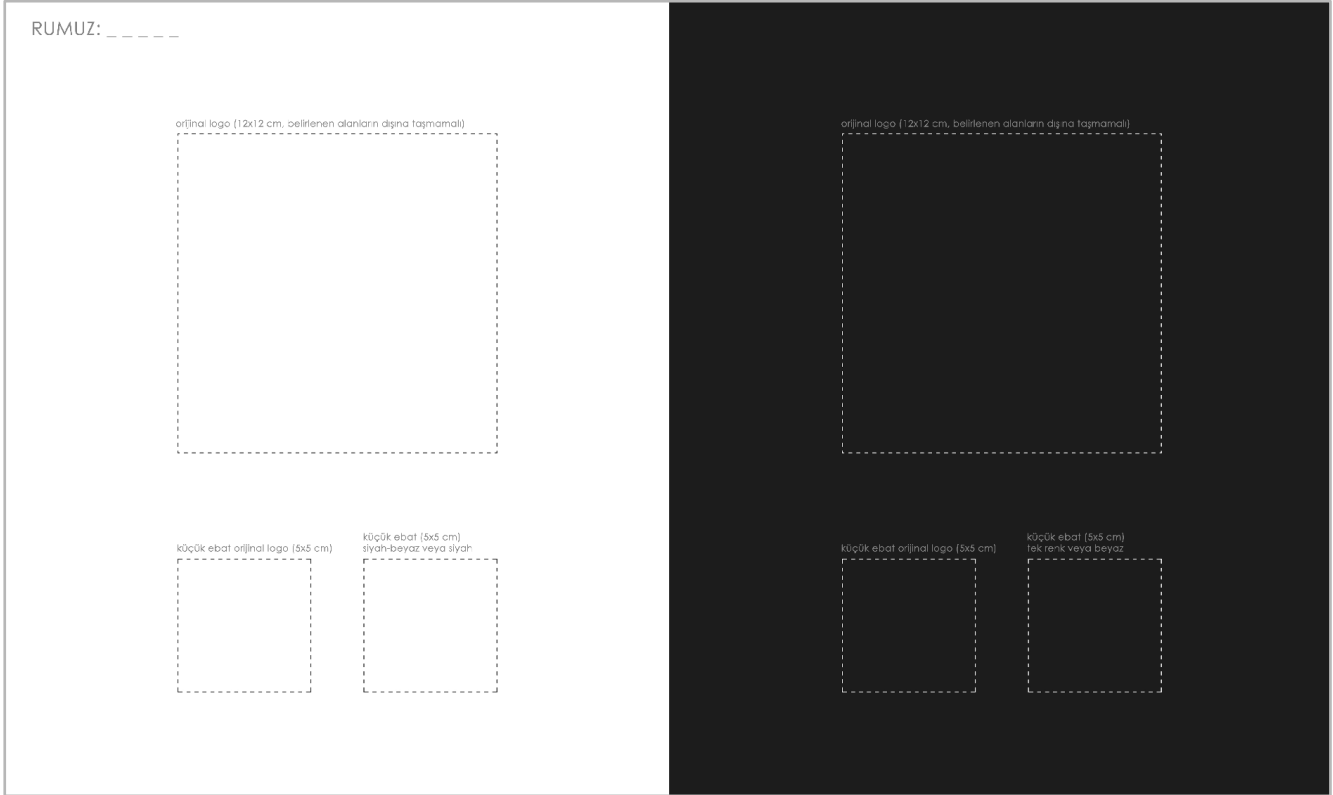 RUMUZ: _ _ _ _ _
orijinal logo (12x12 cm, belirlenen alanların dışına taşmamalı)
küçük ebat orijinal logo (5x5 cm)
küçük ebat (5x5 cm)
siyah-beyaz veya siyah
orijinal logo (12x12 cm, belirlenen alanların dışına taşmamalı)
küçük ebat orijinal logo (5x5 cm)
küçük ebat (5x5 cm)
tek renk veya beyaz